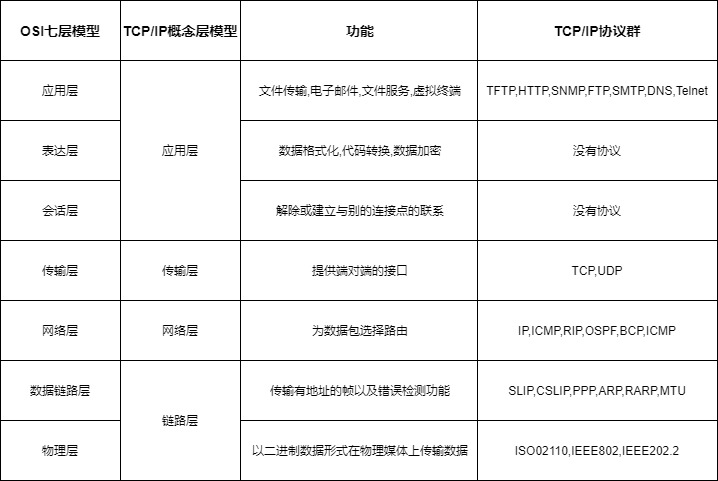 OSI七层模型 TCP/IP概念层模型 功能 TCP/IP协议群
应用层 文件传输,电子邮件,文件服务,虚拟终端 TFTP,HTTP,SNMP,FTP,SMTP,DNS,Telnet
表达层 应用层 数据格式化,代码转换,数据加密 没有协议
会话层 解除或建立与别的连接点的联系 没有协议
传输层 传输层 提供端对端的接口 TCP,UDP
网络层 网络层 为数据包选择路由 IP,ICMP,RIP,OSPF,BCP,ICMP
数据链路层 传输有地址的帧以及错误检测功能 SLIP,CSLIP,PPP,ARP,RARP,MTU
链路层
物理层 以二进制数据形式在物理媒体上传输数据 ISO02110,IEEE802,IEEE202.2